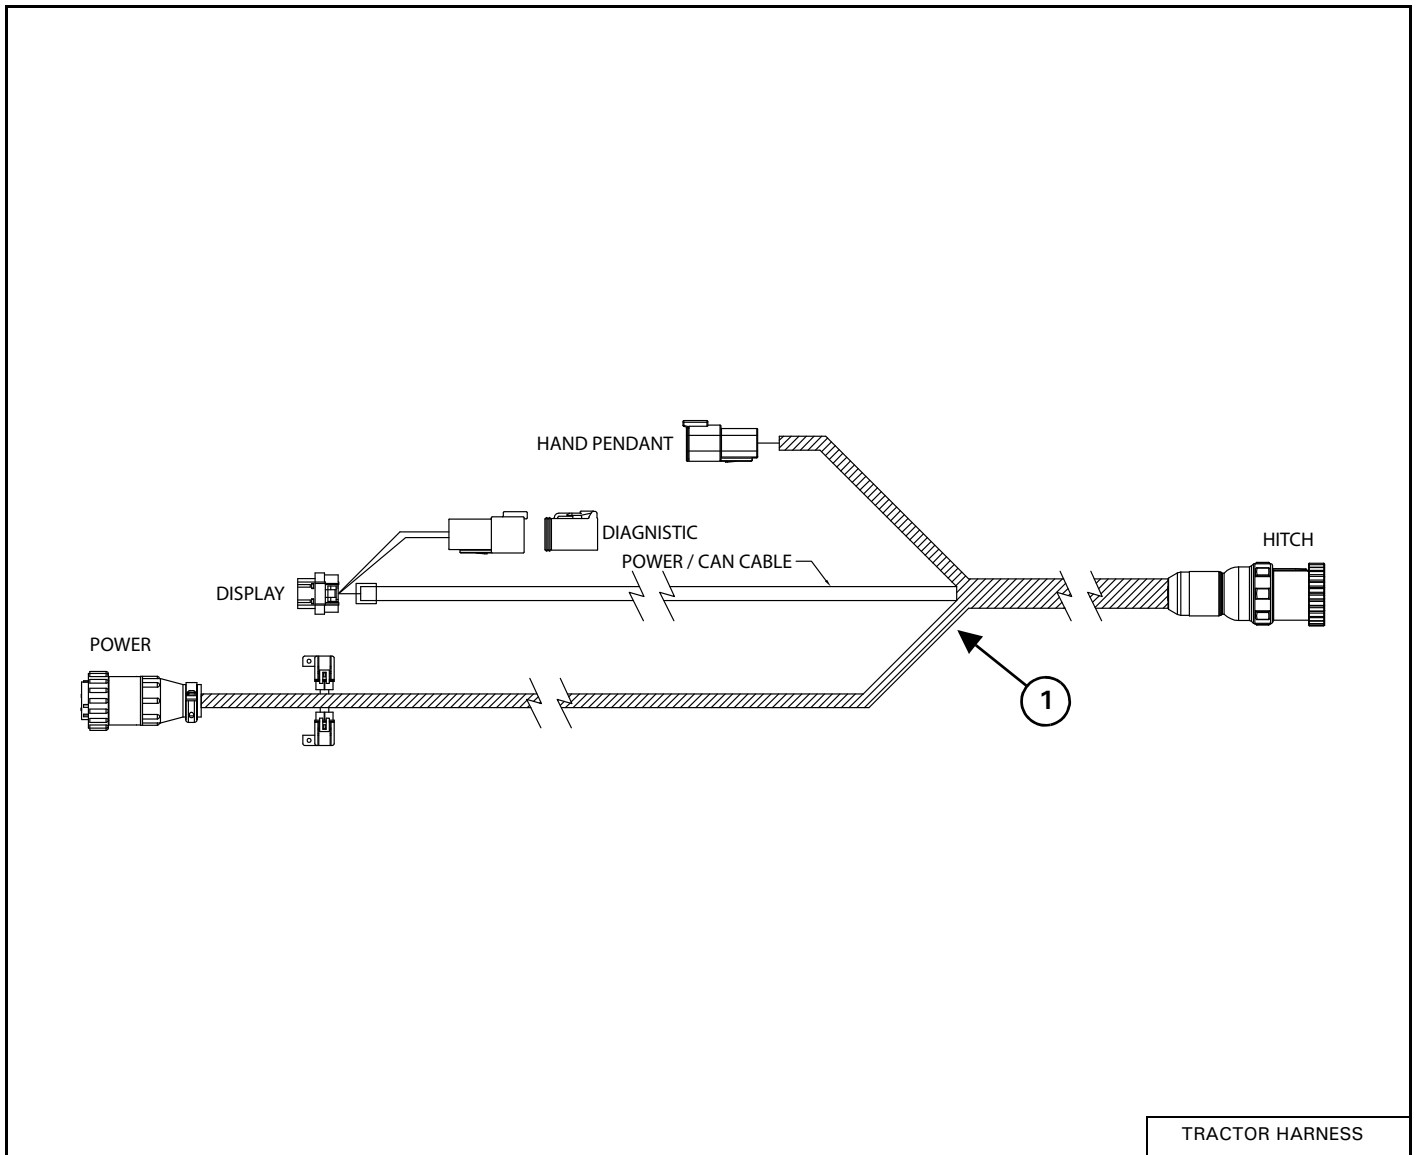 HAND PENDANT
DIAGNISTIC
HITCH
POWER / CAN CABLE
DISPLAY
POWER
1
TRACTOR HARNESS